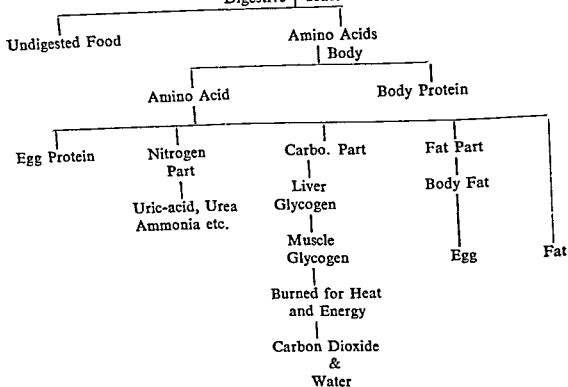 Undigested Food
Amino Acids
Body
Amino Acid
Body Protein
Egg Protein
Nitrogen
Part
Carbo. Part
Fat Part
Uric-acid, Urea
Ammonia etc.
Liver
Glycogen
Body Fat
Muscle
Glycogen
Egg
Fat
Burned for Heat
and Energy
Carbon Dioxide
&
Water